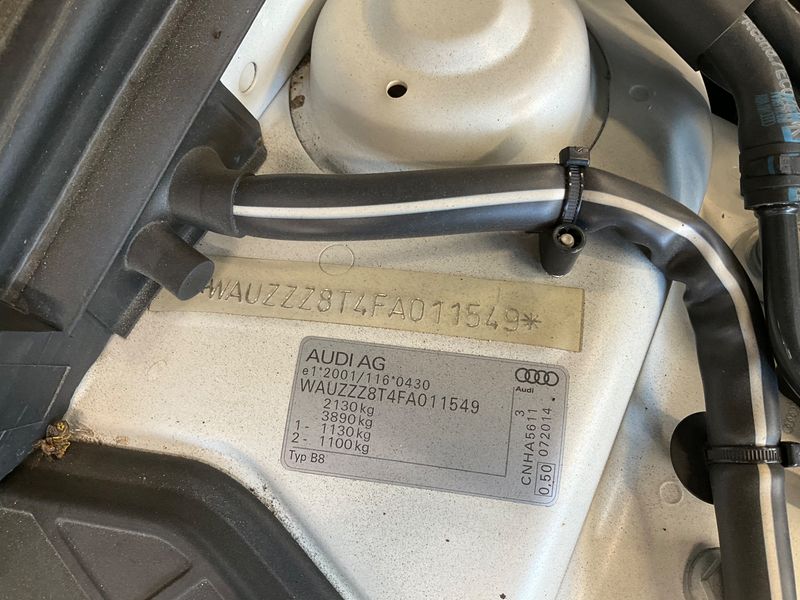 WAUZZZ8T4FA011549*
AUDI AG
e1*2001/116*0430
WAUZZZ8T4FA011549
2130kg
3890kg
1- 1130kg
2- 1100kg
Typ B8
Audi
3
CNHA5611
0,50 072014